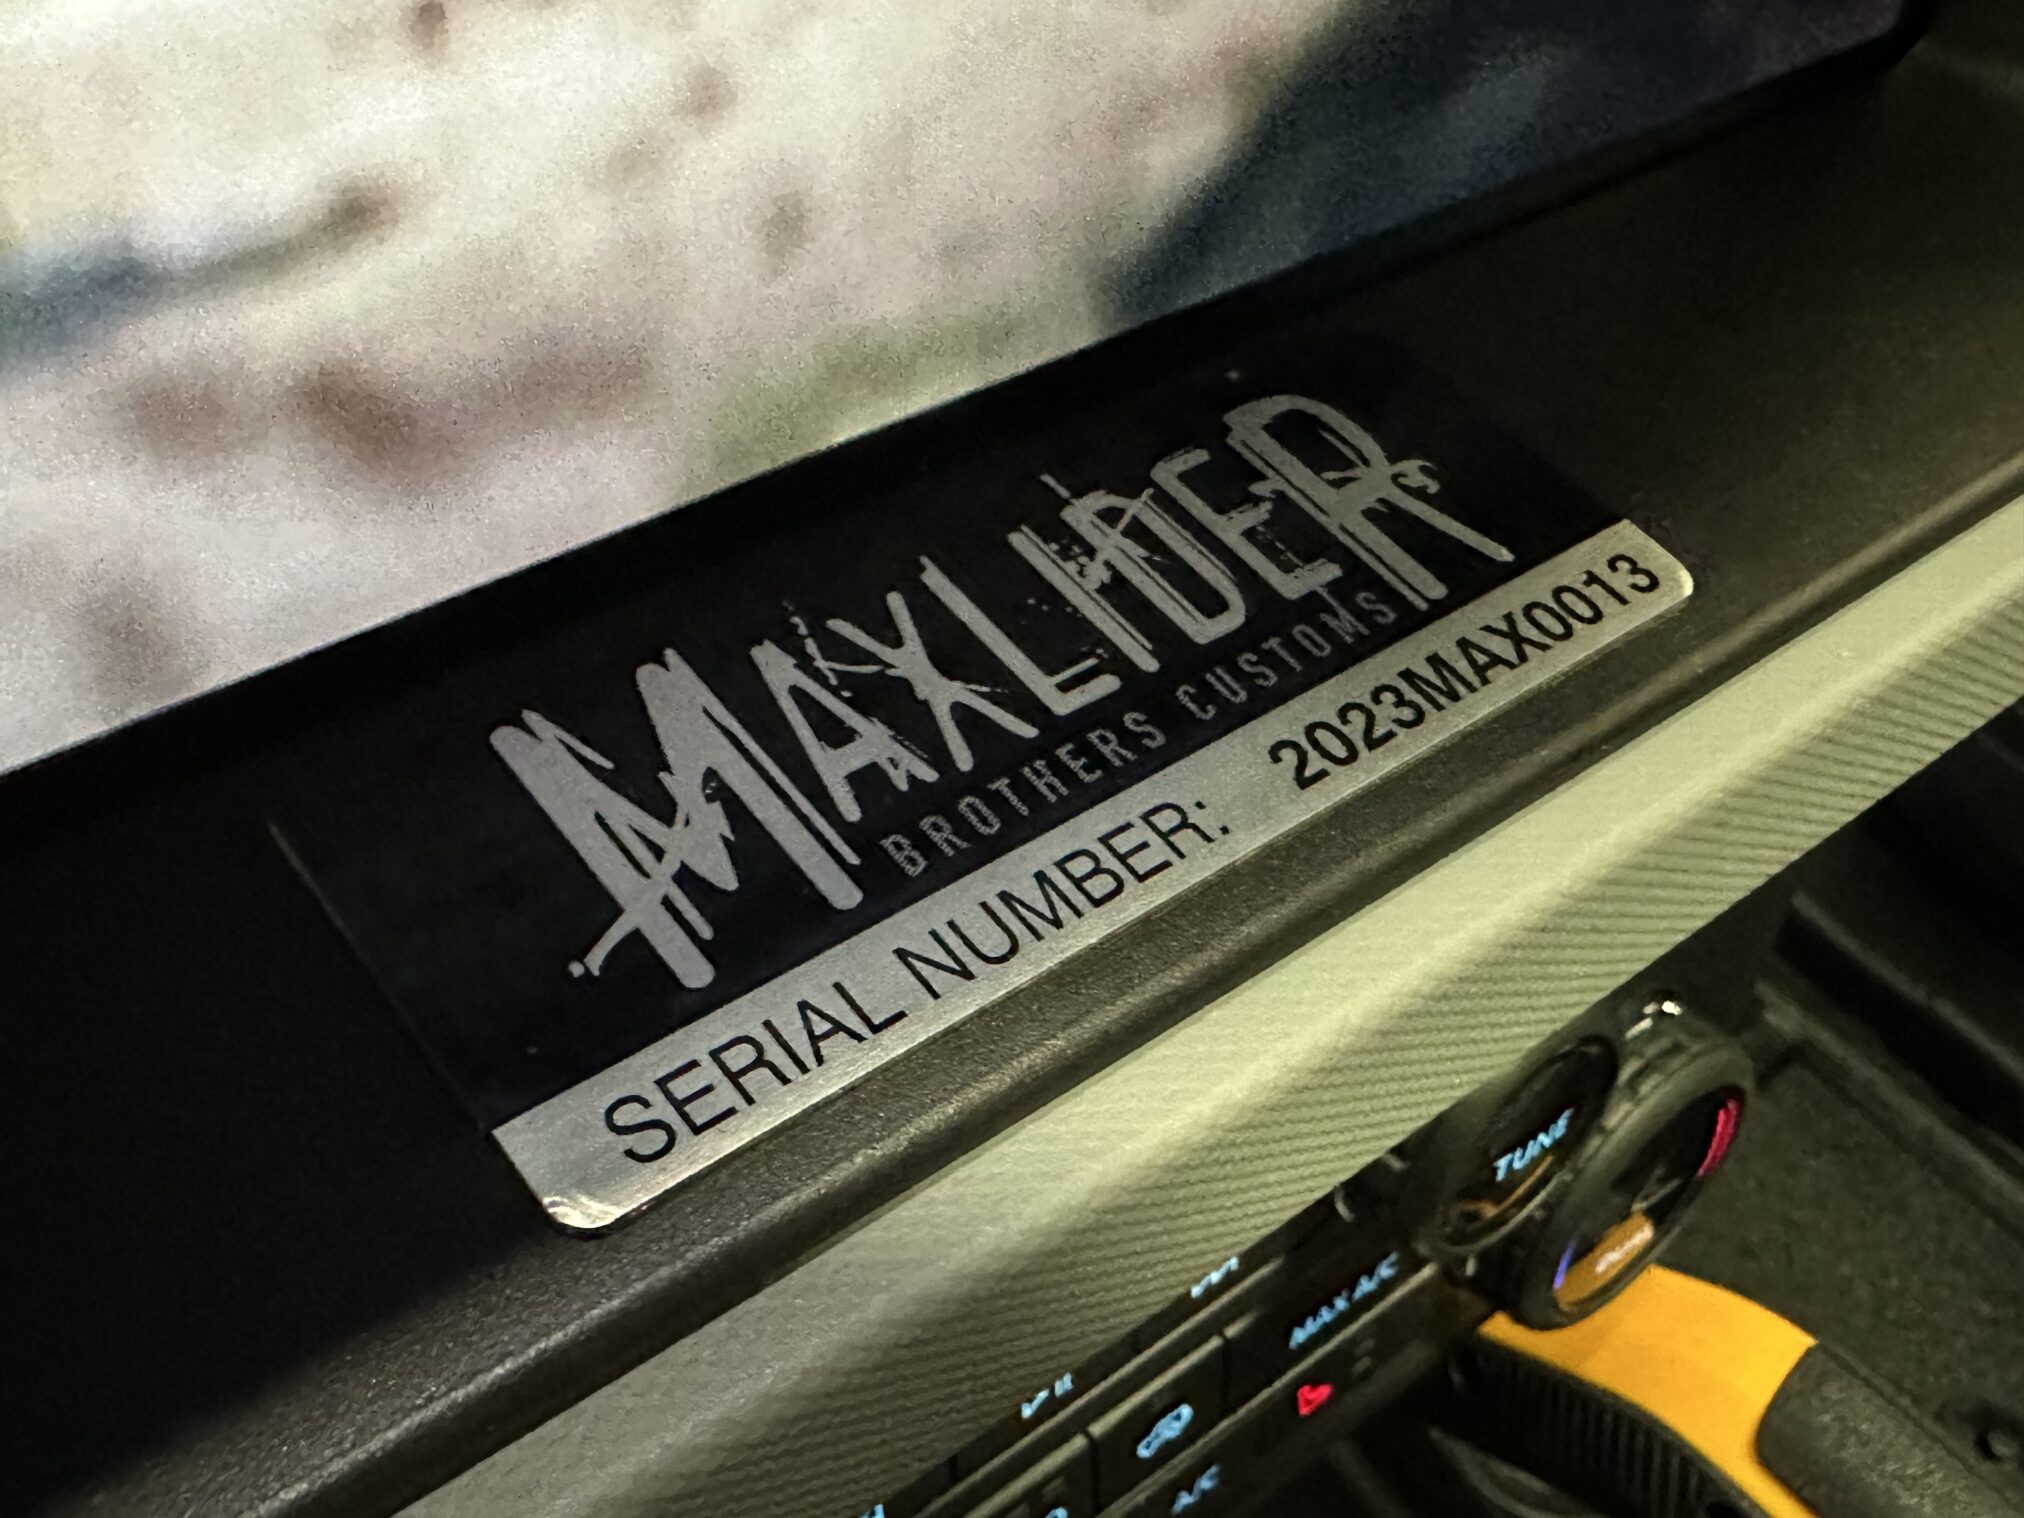 MAXLIDER
BROTHERS CUSTOMS
SERIAL NUMBER: 2023MAX0013
TUNE
MAX A/C
A/C